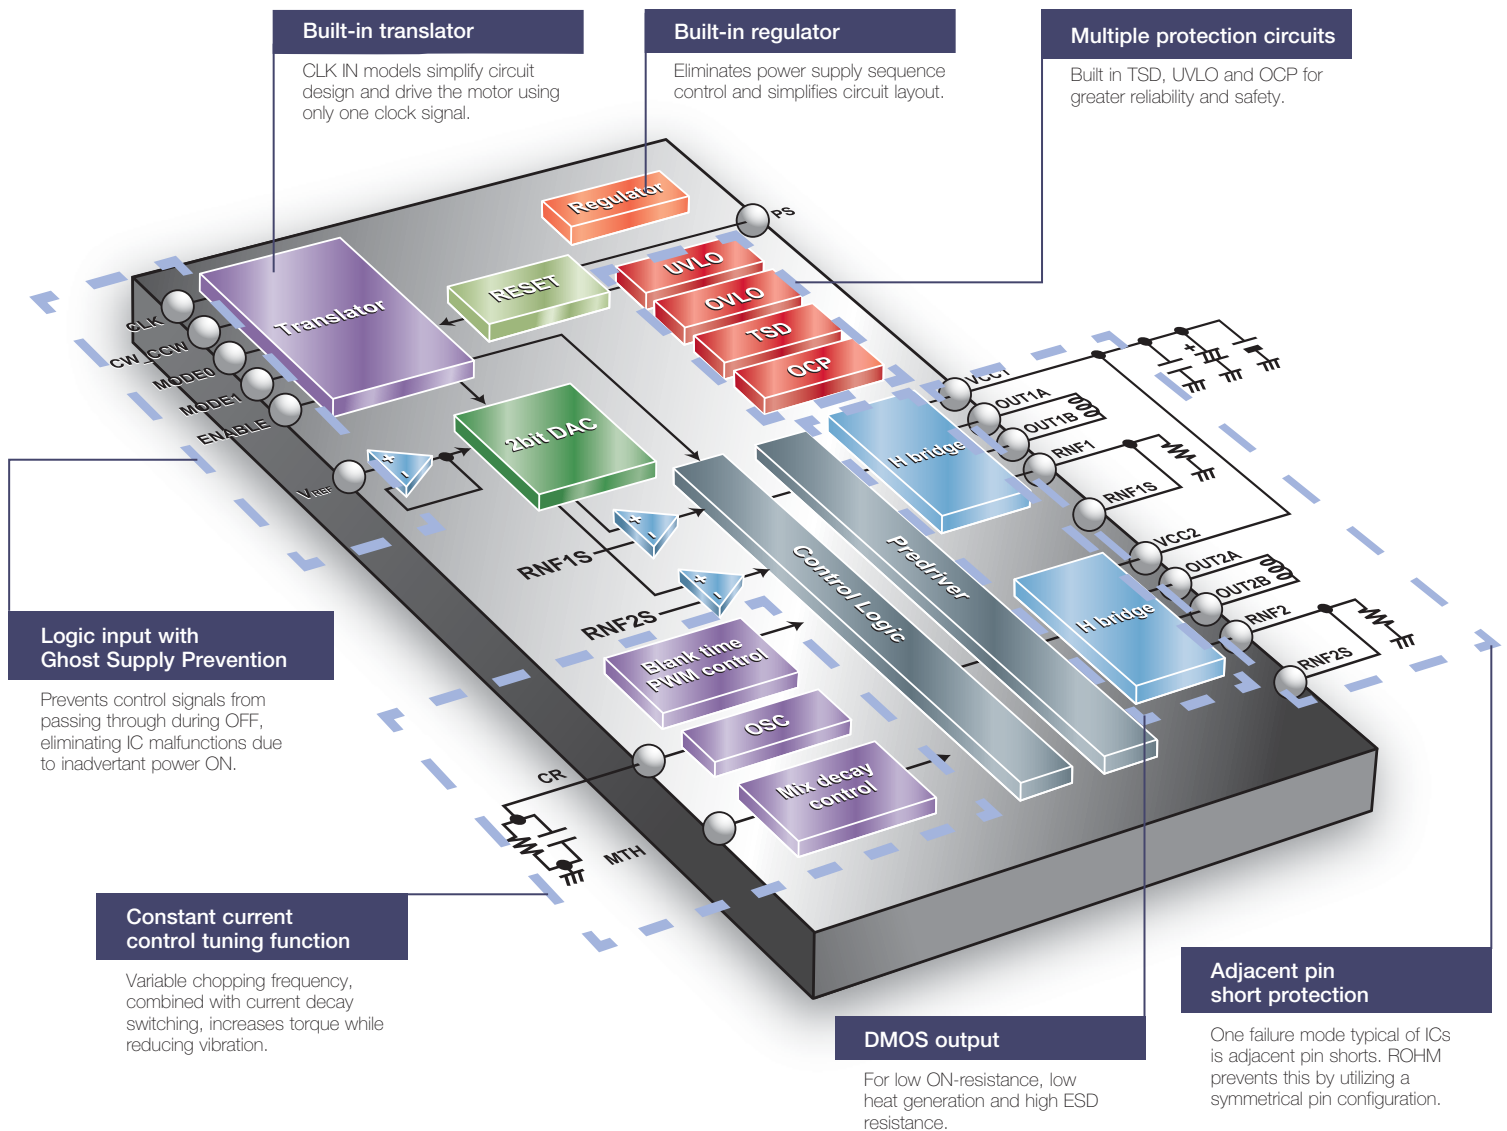 Built-in translator
CLK IN models simplify circuit
design and drive the motor using
only one clock signal.
Built-in regulator
Eliminates power supply sequence
control and simplifies circuit layout.
Multiple protection circuits
Built in TSD, UVLO and OCP for
greater reliability and safety.
Regulator
PS
UVLO
OVLO
TSD
OCP
RESET
Translator
CLK
CW_CCW
MODE0
MODE1
ENABLE
VREF
2bit DAC
+
-
+
-
+
-
RNF1S
RNF2S
Control Logic
Predriver
H bridge
H bridge
VCC1
OUT1A
OUT1B
RNF1
RNF1S
+
VCC2
OUT2A
OUT2B
RNF2
RNF2S
Blank time
PWM control
OSC
Mix decay
control
CR
MTH
Logic input with
Ghost Supply Prevention
Prevents control signals from
passing through during OFF,
eliminating IC malfunctions due
to inadvertant power ON.
Constant current
control tuning function
Variable chopping frequency,
combined with current decay
switching, increases torque while
reducing vibration.
DMOS output
For low ON-resistance, low
heat generation and high ESD
resistance.
Adjacent pin
short protection
One failure mode typical of ICs
is adjacent pin shorts. ROHM
prevents this by utilizing a
symmetrical pin configuration.